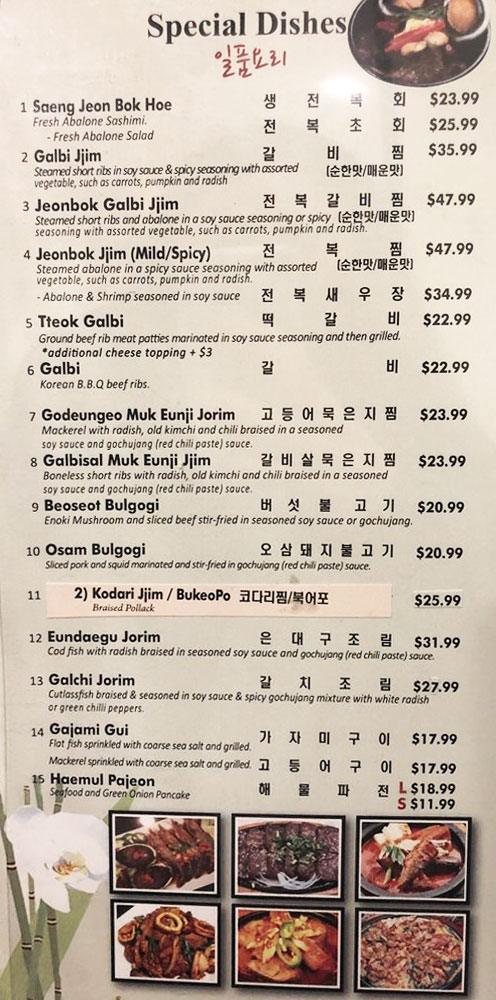 Special Dishes
일품요리
1 Saeng Jeon Bok Hoe 생 전 복 회 $23.99
Fresh Abalone Sashimi.
- Fresh Abalone Salad 전 복 초 회 $25.99
2 Galbi Jjim 갈 비 찜 $35.99
Steamed short ribs in soy sauce & spicy seasoning with assorted (순한맛/매운맛)
vegetable, such as carrots, pumpkin and radish
3 Jeonbok Galbi Jjim 전 복 갈 비 찜 $47.99
Steamed short ribs and abalone in a soy sauce seasoning or spicy (순한맛/매운맛)
seasoning with assorted vegetable, such as carrots, pumpkin and radish.
4 Jeonbok Jjim (Mild/Spicy) 전 복 찜 $47.99
Steamed abalone in a spicy sauce seasoning with assorted (순한맛/매운맛)
vegetable, such as carrots, pumpkin and radish.
- Abalone & Shrimp seasoned in soy sauce 전 복 새 우 장 $34.99
5 Tteok Galbi 떡 갈 비 $22.99
Ground beef rib meat patties marinated in soy sauce seasoning and then grilled.
*additional cheese topping + $3
6 Galbi 갈 비 $22.99
Korean B.B.Q beef ribs.
7 Godeungeo Muk Eunji Jorim 고 등 어 묵 은 지 찜 $23.99
Mackerel with radish, old kimchi and chili braised in a seasoned
soy sauce and gochujang (red chili paste) sauce.
8 Galbisal Muk Eunji Jjim 갈 비 살 묵 은 지 찜 $23.99
Boneless short ribs with radish, old kimchi and chili braised in a seasoned
soy sauce and gochujang (red chili paste) sauce.
9 Beoseot Bulgogi 버 섯 불 고 기 $20.99
Enoki Mushroom and sliced beef stir-fried in seasoned soy sauce or gochujang.
10 Osam Bulgogi 오 삼 돼 지 불 고 기 $20.99
Sliced pork and squid marinated and stir-fried in gochujang (red chili paste) sauce.
11 2) Kodari Jjim / BukeoPo 코다리찜/북어포 $25.99
Braised Pollack
12 Eundaegu Jorim 은 대 구 조 림 $31.99
Cod fish with radish braised in seasoned soy sauce and gochujang (red chili paste) sauce.
13 Galchi Jorim 갈 치 조 림 $27.99
Cutlassfish braised & seasoned in soy sauce & spicy gochujang mixture with white radish
or green chilli peppers.
14 Gajami Gui 가 자 미 구 이 $17.99
Flat fish sprinkled with coarse sea salt and grilled.
Mackerel sprinkled with coarse sea salt and grilled. 고 등 어 구 이 $17.99
15 Haemul Pajeon 해 물 파 전 L $18.99
Seafood and Green Onion Pancake S $11.99